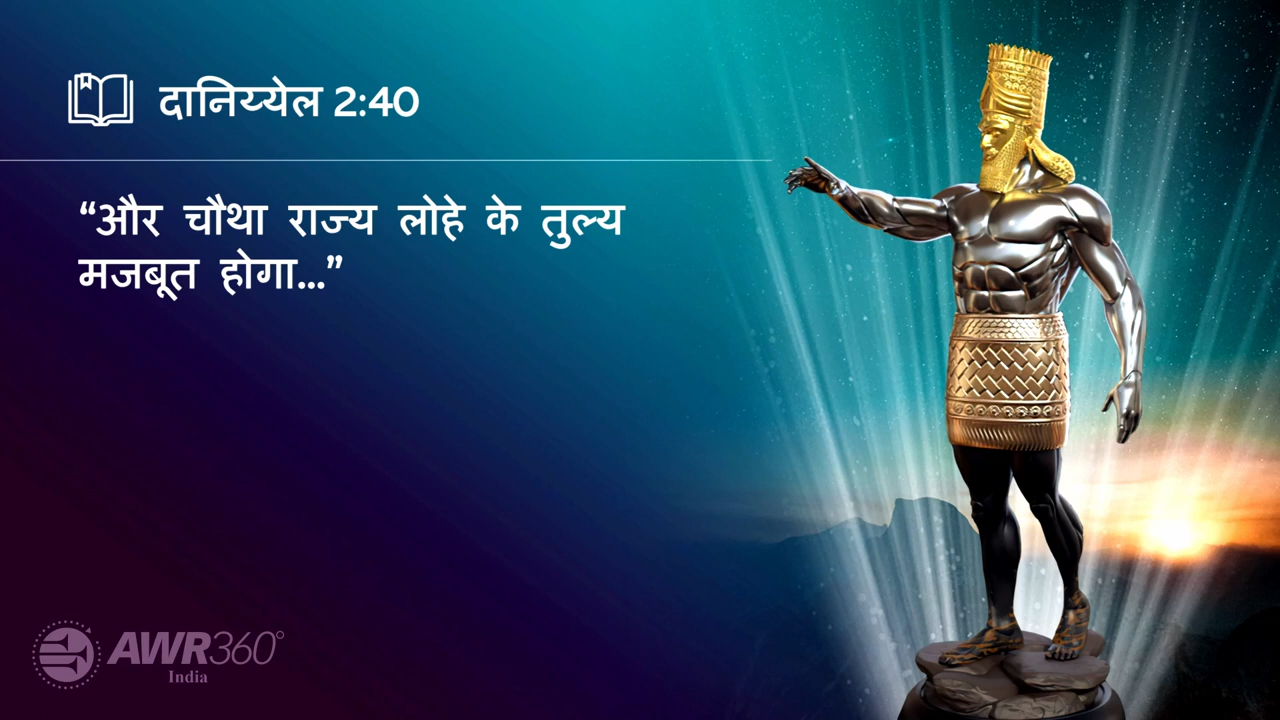 दानिय्येल 2:40
“और चौथा राज्य लोहे के तुल्य
मजबूत होगा...”
AWR360°
India